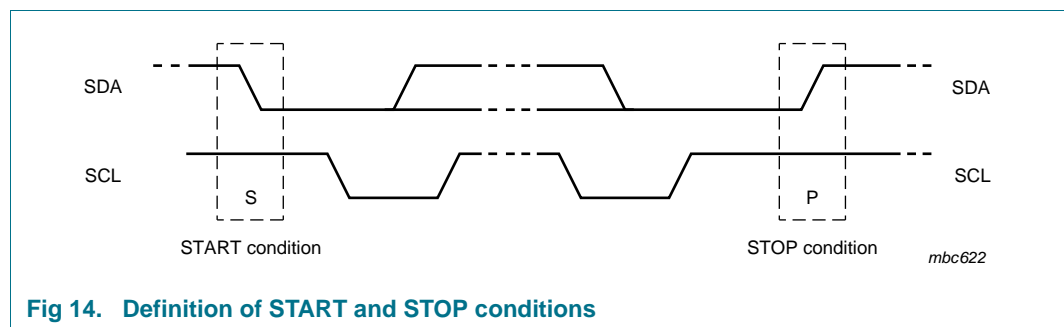 SDA
SDA
SCL
SCL
S
P
START condition
STOP condition
mbc622
Fig 14. Definition of START and STOP conditions